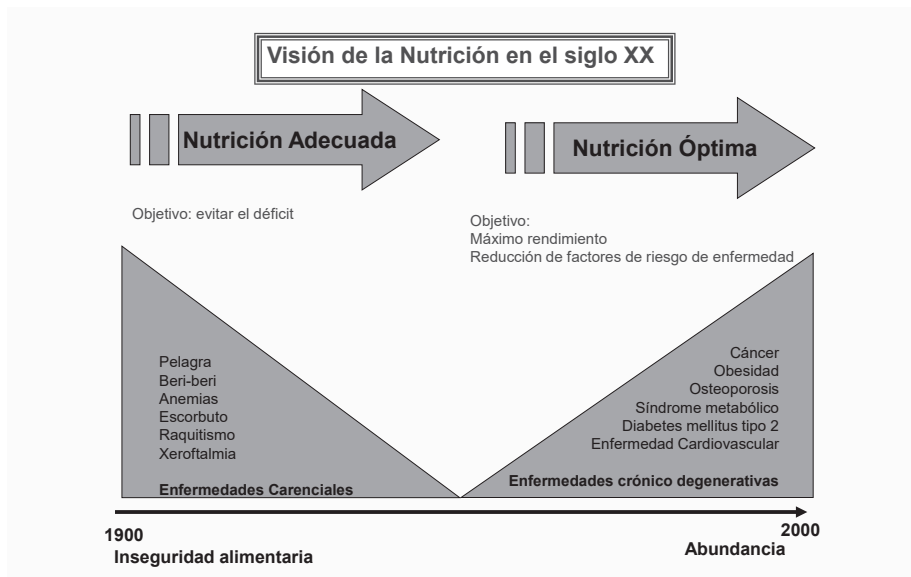 Visión de la Nutrición en el siglo XX
Nutrición Adecuada
Nutrición Óptima
Objetivo: evitar el déficit
Objetivo:
Máximo rendimiento
Reducción de factores de riesgo de enfermedad
Pelagra
Beri-beri
Anemias
Escorbuto
Raquitismo
Xeroftalmia
Enfermedades Carenciales
Cáncer
Obesidad
Osteoporosis
Síndrome metabólico
Diabetes mellitus tipo 2
Enfermedad Cardiovascular
Enfermedades crónico degenerativas
1900
Inseguridad alimentaria
2000
Abundancia